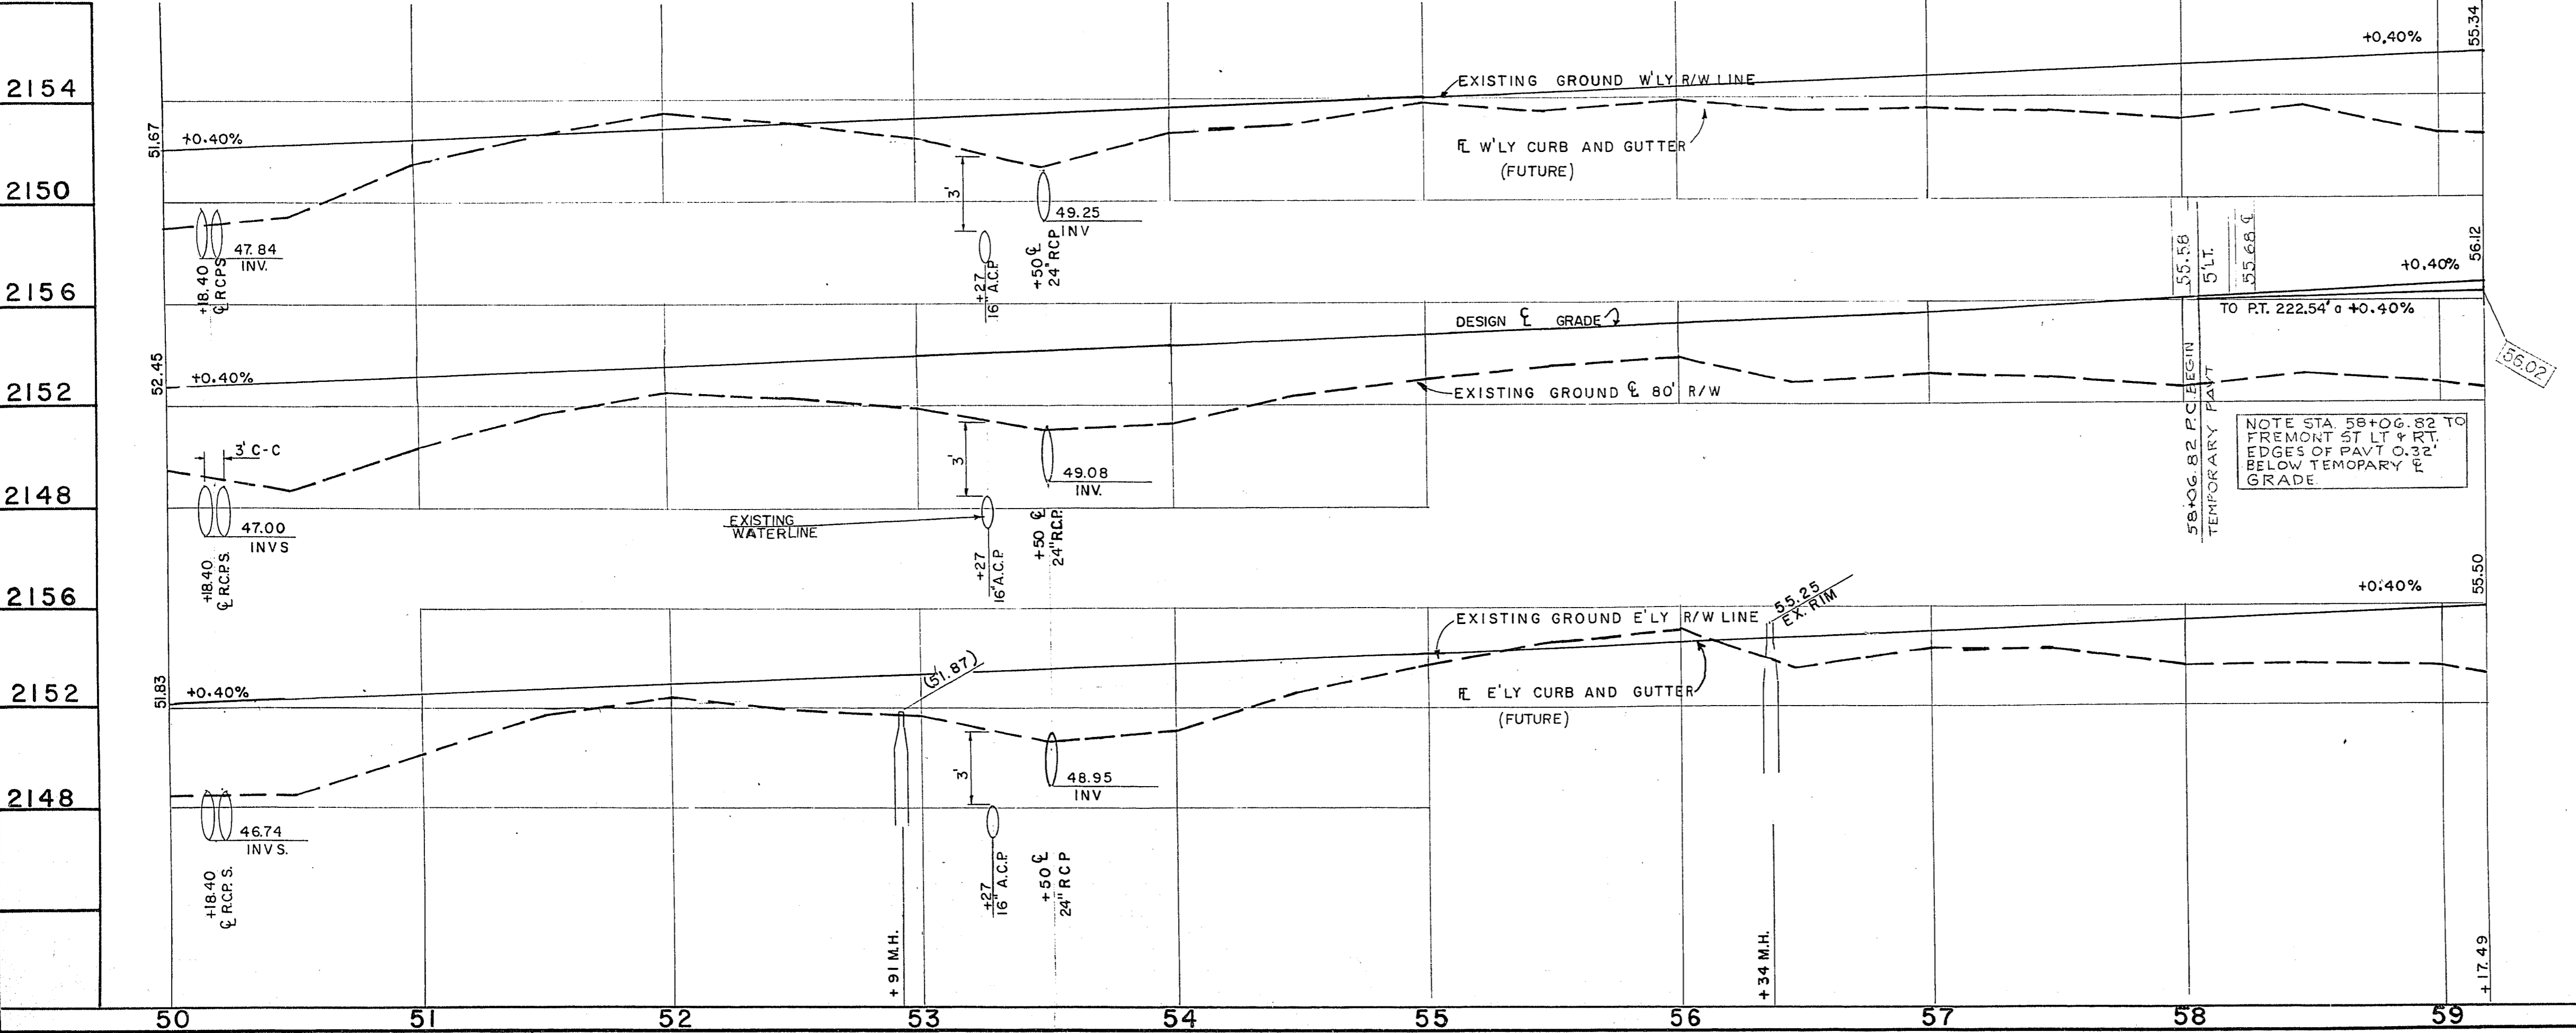 2154
2150
2156
2152
2148
2156
2152
2148
51.67
+0.40%
EXISTING GROUND W'LY R/W LINE
+0.40%
55.34
℄ W'LY CURB AND GUTTER
(FUTURE)
47.84
INV.
+18.40
℄ RCPS
3'
+27
16" A.C.P.
49.25
INV
+50 ℄
24" RCP
55.58
5' LT.
55.68 ℄
56.12
+0.40%
TO P.T. 222.54' a +0.40%
56.02
DESIGN ℄ GRADE
52.45
+0.40%
EXISTING GROUND ℄ 80' R/W
58+06.82 P.C. BEGIN
TEMPORARY PAVT
NOTE STA. 58+06.82 TO
FREMONT ST LT & RT.
EDGES OF PAVT 0.32'
BELOW TEMOPARY ℄
GRADE
3' C-C
47.00
INVS
+18.40
℄ R.C.P.S.
EXISTING
WATERLINE
3'
+27
16" A.C.P.
49.08
INV.
+50 ℄
24" R.C.P.
51.83
+0.40%
(51.87)
EXISTING GROUND E'LY R/W LINE
55.25
EX. RIM
+0.40%
55.50
℄ E'LY CURB AND GUTTER
(FUTURE)
46.74
INVS.
+18.40
℄ R.C.P.S.
+91 M.H.
3'
+27
16" A.C.P.
48.95
INV
+50 ℄
24" RCP
+34 M.H.
+17.49
50 51 52 53 54 55 56 57 58 59